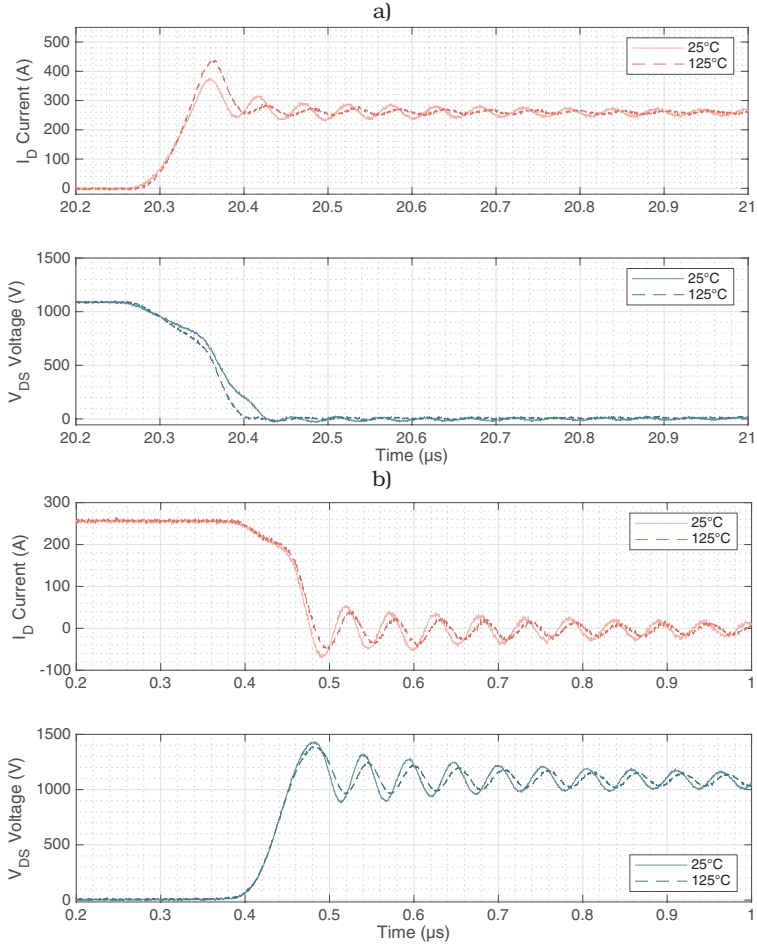 a)
I_D Current (A)
500
400
300
200
100
0
25°C
125°C
20.2 20.3 20.4 20.5 20.6 20.7 20.8 20.9 21
V_DS Voltage (V)
1500
1000
500
0
25°C
125°C
20.2 20.3 20.4 20.5 20.6 20.7 20.8 20.9 21
Time (µs)
b)
I_D Current (A)
300
200
100
0
-100
25°C
125°C
0.2 0.3 0.4 0.5 0.6 0.7 0.8 0.9 1
V_DS Voltage (V)
1500
1000
500
0
25°C
125°C
0.2 0.3 0.4 0.5 0.6 0.7 0.8 0.9 1
Time (µs)